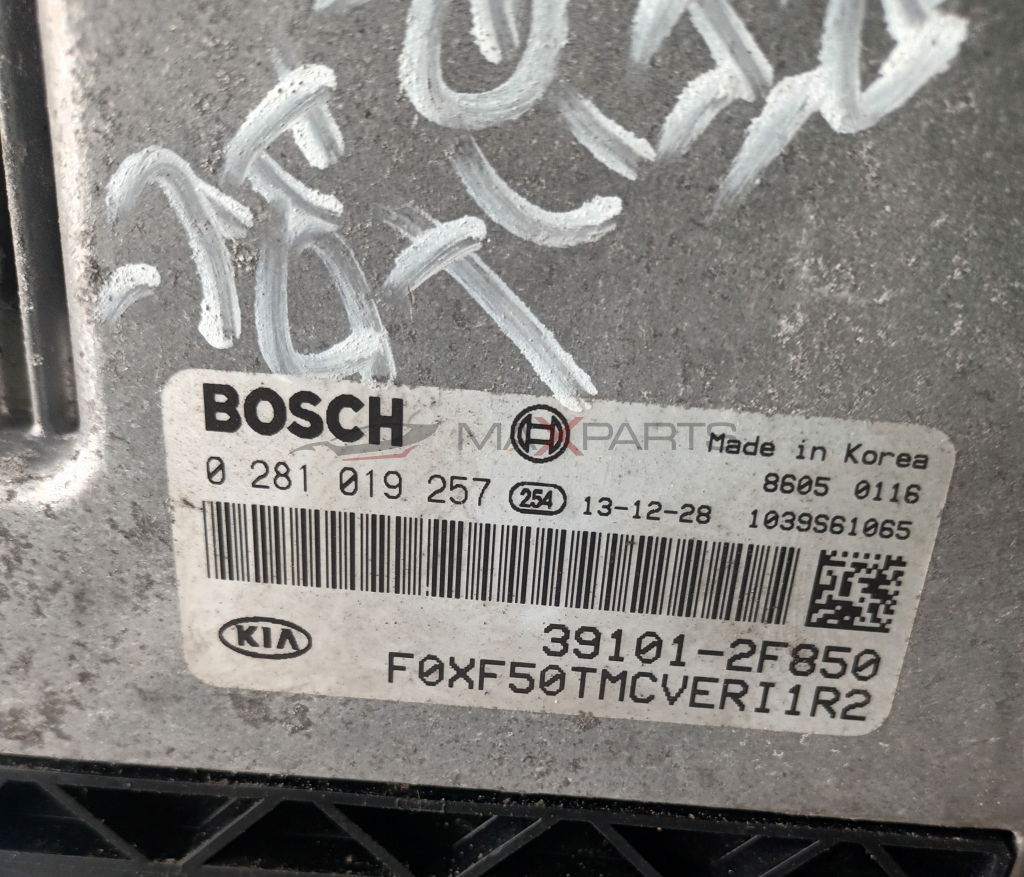 BOSCH
MAXPARTS
Made in Korea
0 281 019 257
254
13-12-28
8605 0116
1039S61065
KIA
39101-2F850
F0XF50TMCVERI1R2